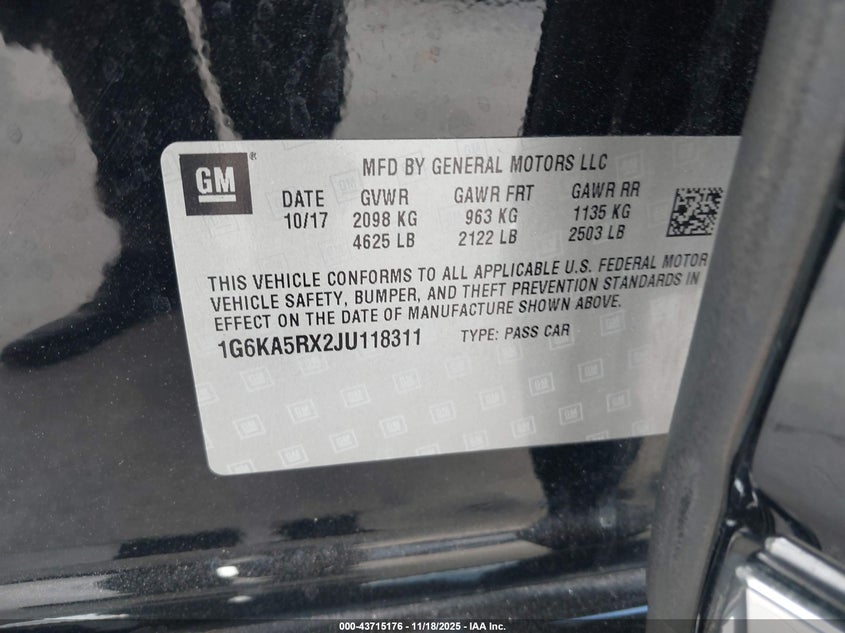 GM
®
MFD BY GENERAL MOTORS LLC
DATE GVWR GAWR FRT GAWR RR
10/17 2098 KG 963 KG 1135 KG
4625 LB 2122 LB 2503 LB
THIS VEHICLE CONFORMS TO ALL APPLICABLE U.S. FEDERAL MOTOR
VEHICLE SAFETY, BUMPER, AND THEFT PREVENTION STANDARDS IN
EFFECT ON THE DATE OF MANUFACTURE SHOWN ABOVE.
1G6KA5RX2JU118311 TYPE: PASS CAR
000-43715176 — 11/18/2025 — IAA Inc.